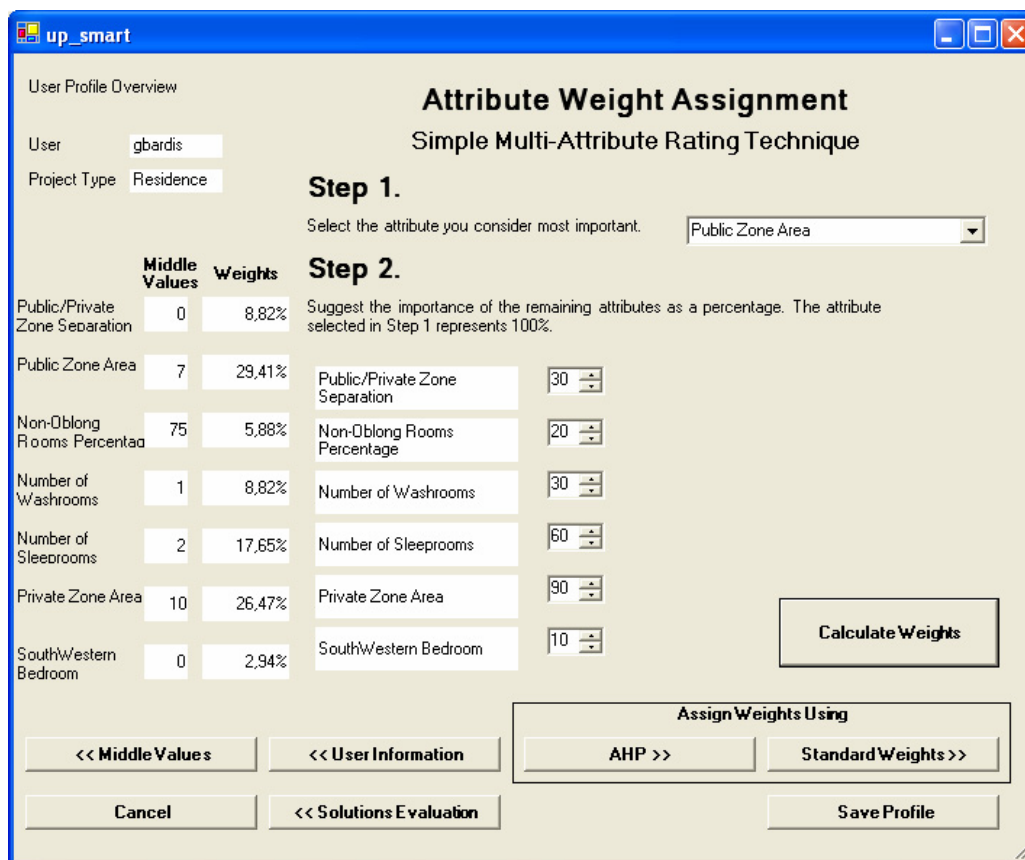 up_smart
User Profile Overview
Attribute Weight Assignment
Simple Multi-Attribute Rating Technique
User gbardis
Project Type Residence
Step 1.
Select the attribute you consider most important. Public Zone Area
Step 2.
Suggest the importance of the remaining attributes as a percentage. The attribute
selected in Step 1 represents 100%.
Middle
Values Weights
Public/Private
Zone Separation 0 8,82%
Public Zone Area 7 29,41%
Non-Oblong
Rooms Percentag 75 5,88%
Number of
Washrooms 1 8,82%
Number of
Sleeprooms 2 17,65%
Private Zone Area 10 26,47%
SouthWestern
Bedroom 0 2,94%
Public/Private Zone
Separation 30
Non-Oblong Rooms
Percentage 20
Number of Washrooms 30
Number of Sleeprooms 60
Private Zone Area 90
SouthWestern Bedroom 10
Calculate Weights
Assign Weights Using
<< Middle Values << User Information AHP >> Standard Weights >>
Cancel << Solutions Evaluation Save Profile